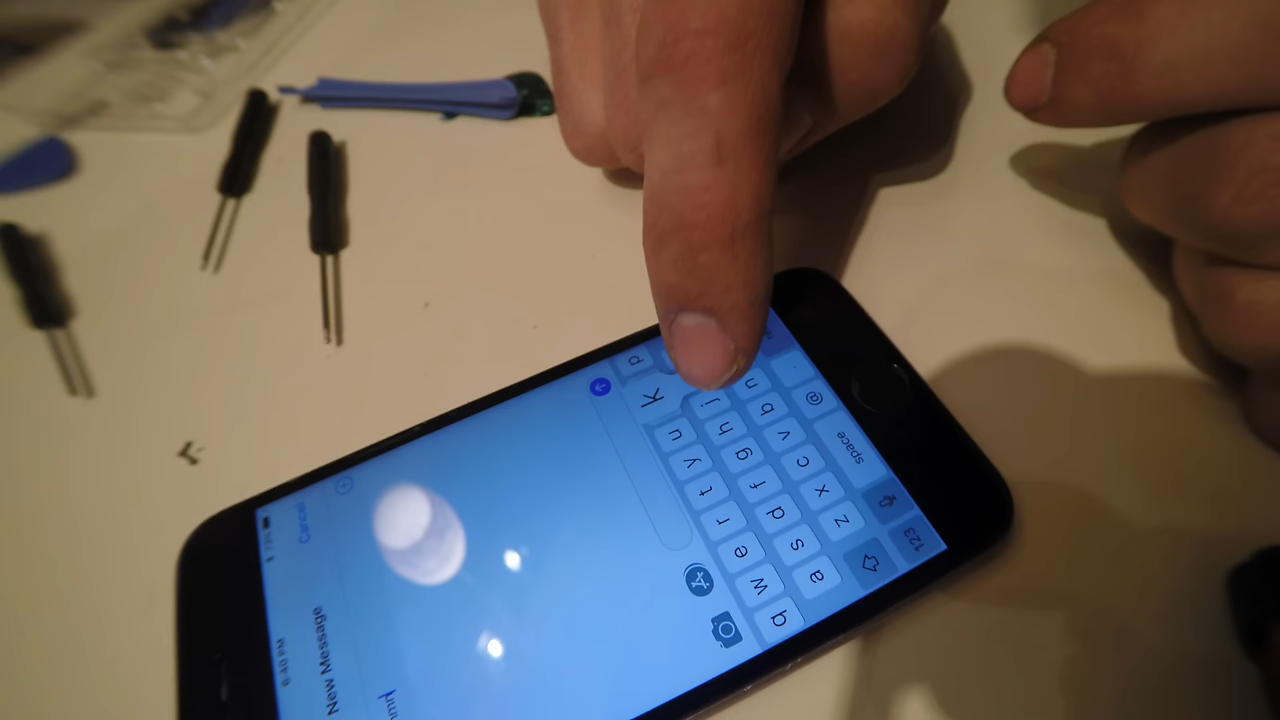 6:40 PM
New Message Cancel
q w e r t y u p
a s d f g h j k
z x c v b n
123 space @ .